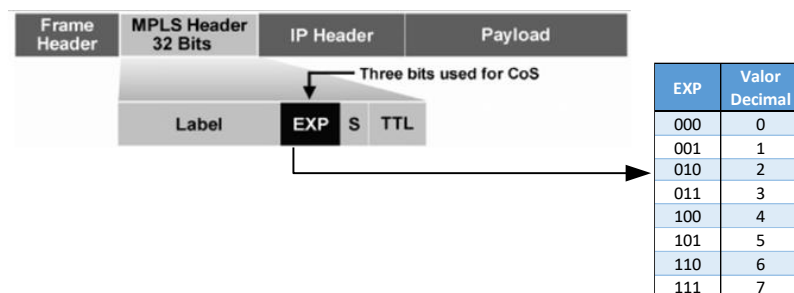 Frame Header MPLS Header 32 Bits IP Header Payload
Three bits used for CoS
Label EXP S TTL
EXP Valor Decimal
000 0
001 1
010 2
011 3
100 4
101 5
110 6
111 7